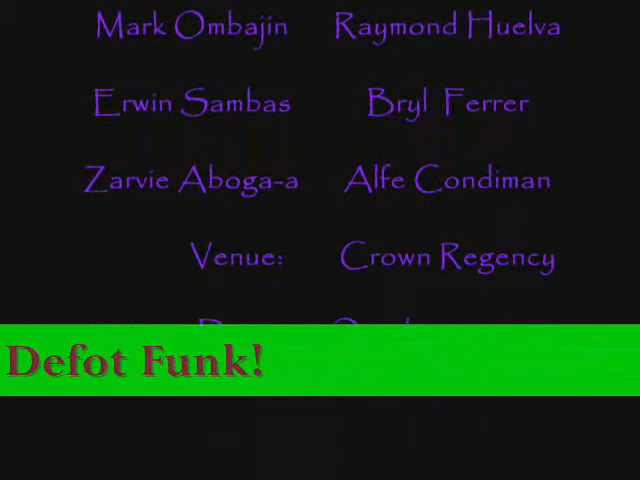 Mark Ombajin Raymond Huelva
Erwin Sambas Bryl Ferrer
Zarvie Aboga-a Alfe Condiman
Venue: Crown Regency
Defot Funk!